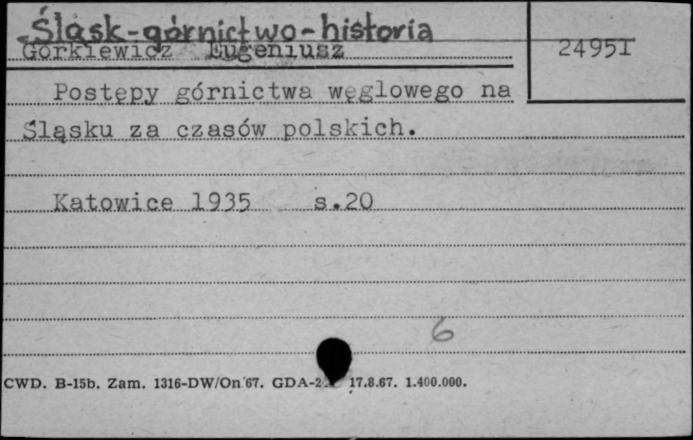 Śląsk-górnictwo-historia
Gorkiewicz Eugeniusz
24951
Postępy górnictwa węglowego na
Śląsku za czasów polskich.
Katowice 1935 s.20
6
CWD. B-15b. Zam. 1316-DW/On 67. GDA-2 17.8.67. 1.400.000.